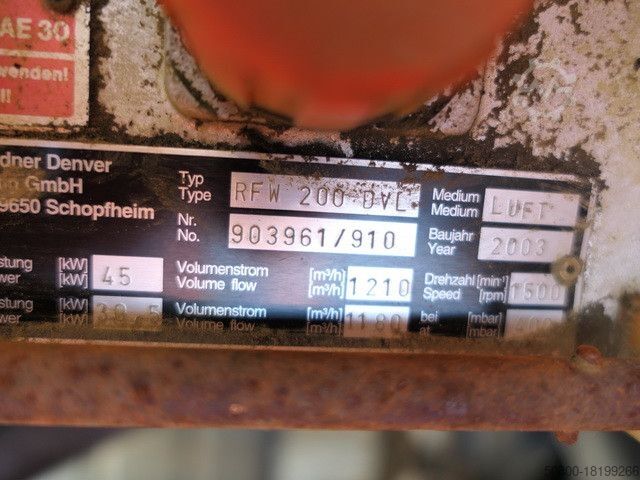 AE 30
wenden!
!!
dner Denver
GmbH
9650 Schopfheim
Typ
Type
RFW 200 DVL
Medium
Medium
LUFT
Nr.
No.
903961/910
Baujahr
Year
2003
stung [kW]
wer [kW]
45
Volumenstrom [m³/h]
Volume flow [m³/h]
1210
Drehzahl [min⁻¹]
Speed [rpm]
1500
stung [kW]
wer [kW]
Volumenstrom [m³/h]
Volume flow [m³/h]
1180
bei [mbar]
at [mbar]